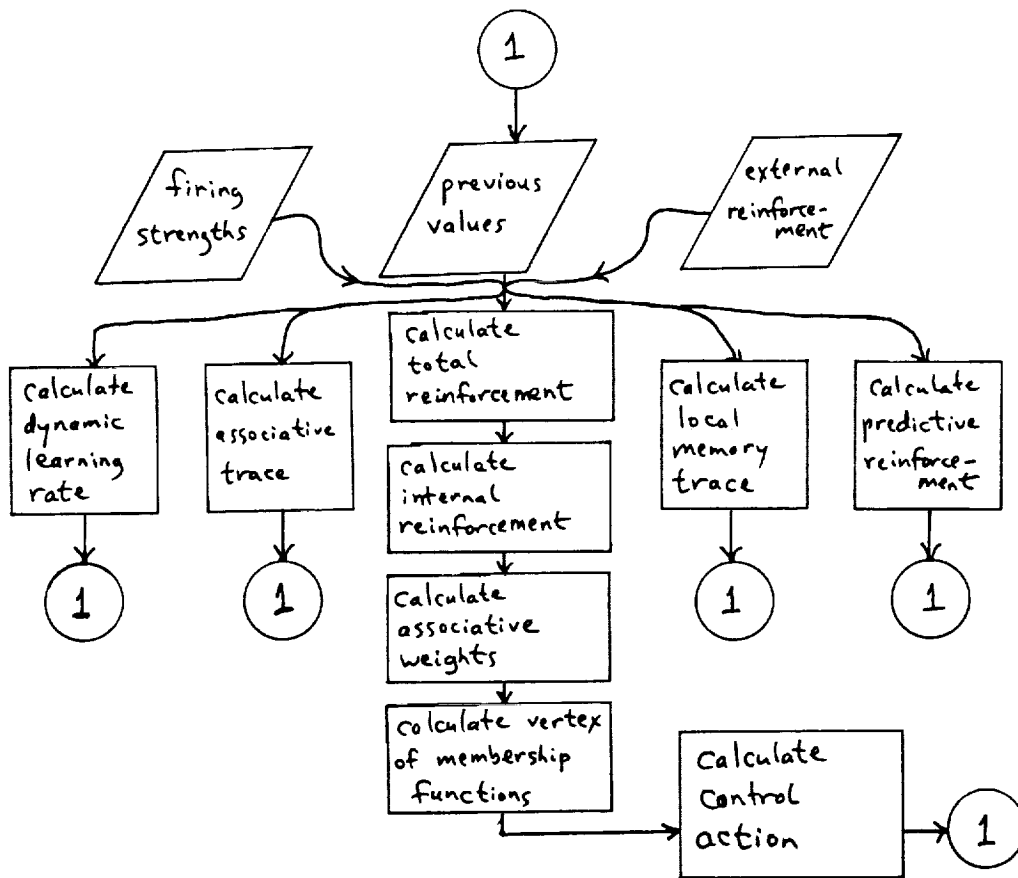 1
firing
strengths
previous
values
external
reinforce-
ment
Calculate
dynamic
learning
rate
Calculate
associative
trace
Calculate
total
reinforcement
Calculate
internal
reinforcement
Calculate
associative
weights
Calculate vertex
of membership
functions
Calculate
local
memory
trace
Calculate
predictive
reinforce-
ment
1
1
1
1
Calculate
control
action
1